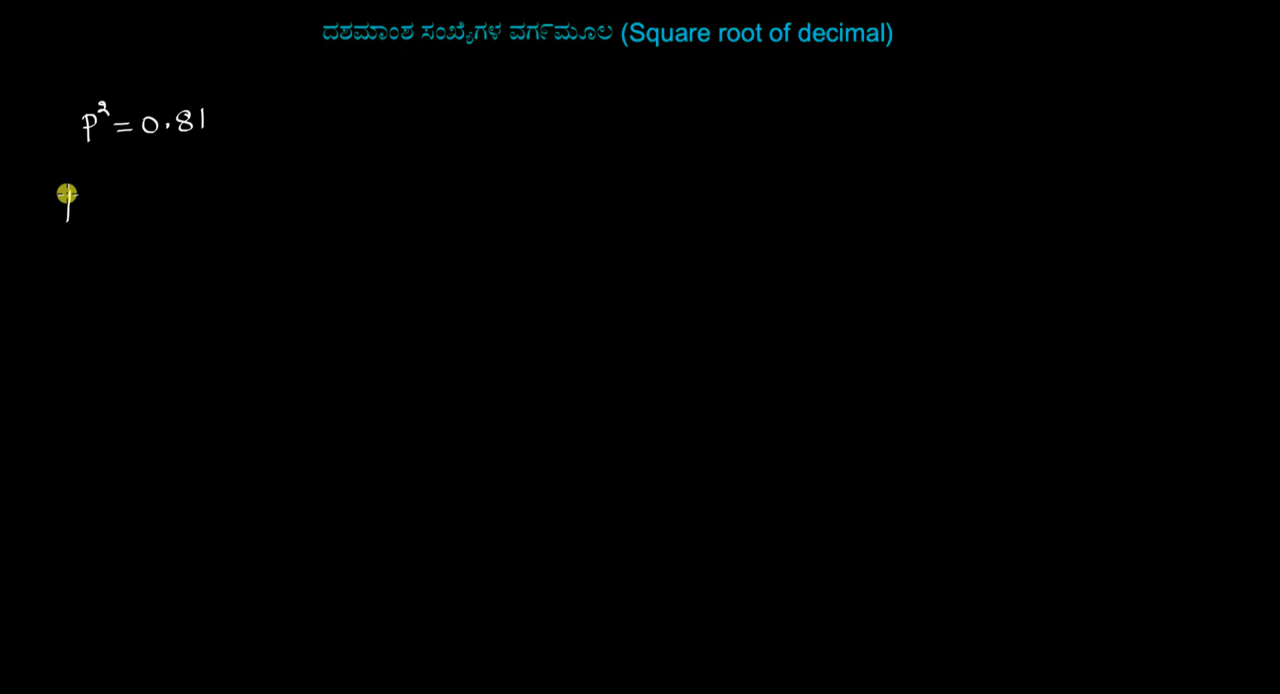 ದಶಮಾಂಶ ಸಂಖ್ಯೆಗಳ ವರ್ಗಮೂಲ (Square root of decimal)
p² = 0.81